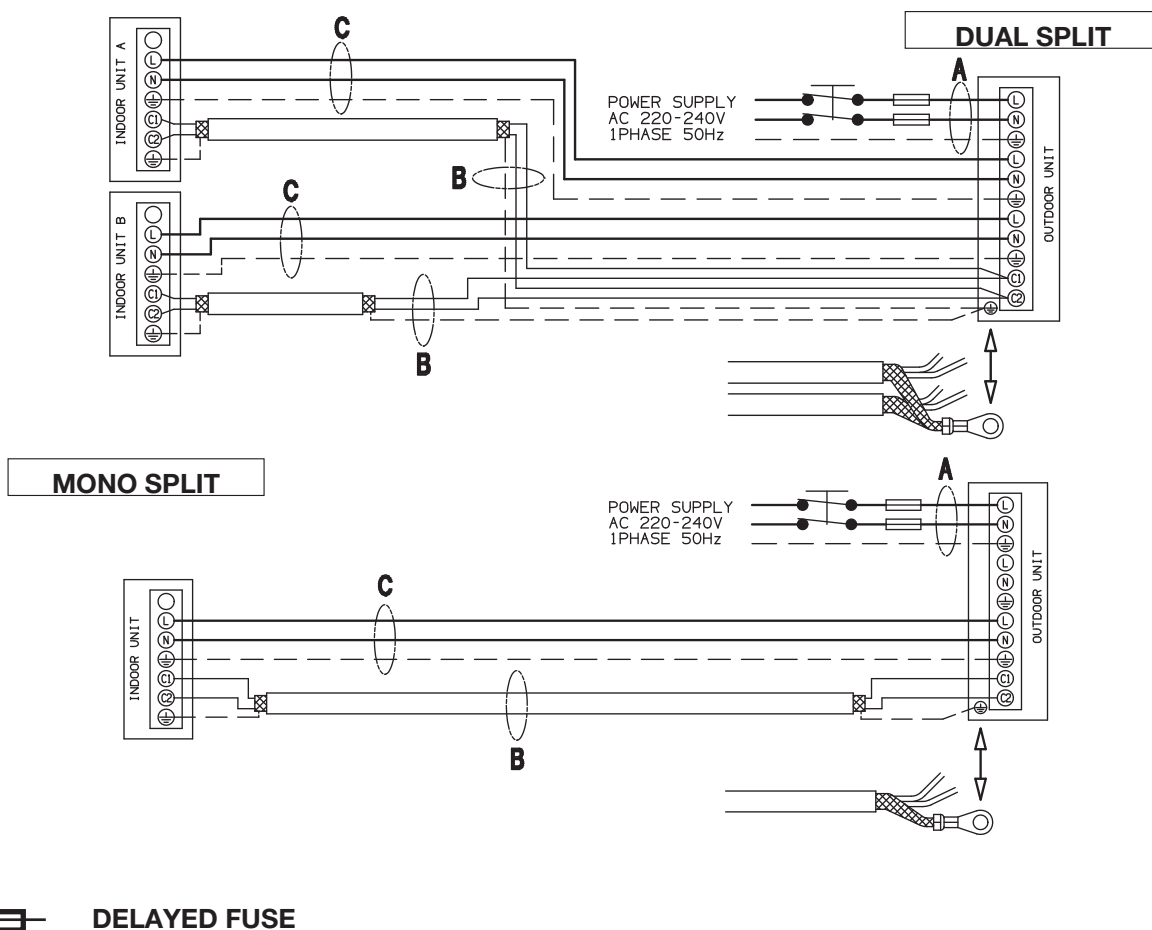 DUAL SPLIT
C
A
INDOOR UNIT A
L
N
C1
C2
POWER SUPPLY
AC 220-240V
1PHASE 50Hz
L
N
L
N
L
N
C1
C2
OUTDOOR UNIT
B
C
INDOOR UNIT B
L
N
C1
C2
B
MONO SPLIT
A
POWER SUPPLY
AC 220-240V
1PHASE 50Hz
L
N
L
N
L
N
C1
C2
OUTDOOR UNIT
C
INDOOR UNIT
L
N
C1
C2
B
DELAYED FUSE